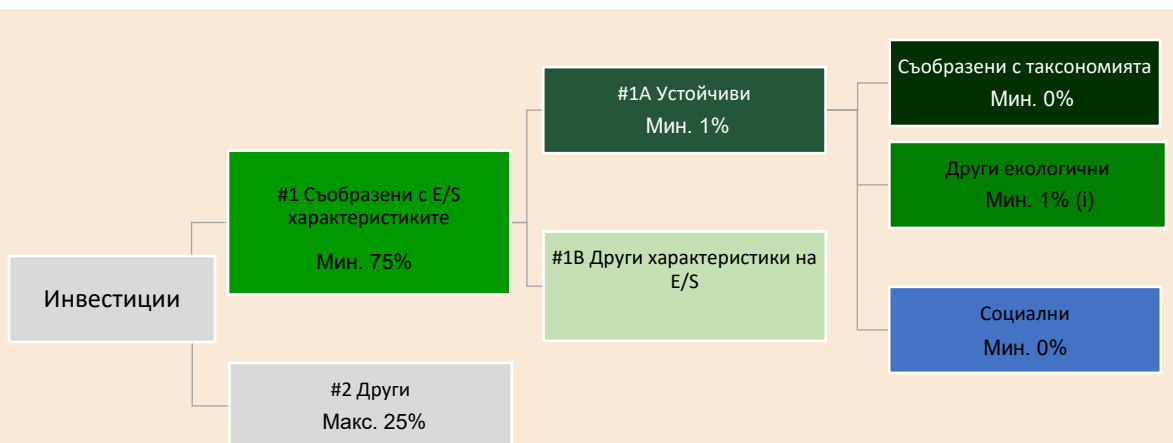 Инвестиции
#1 Съобразени с E/S
характеристиките
Мин. 75%
#2 Други
Макс. 25%
#1A Устойчиви
Мин. 1%
#1B Други характеристики на
E/S
Съобразени с таксономията
Мин. 0%
Други екологични
Мин. 1% (i)
Социални
Мин. 0%